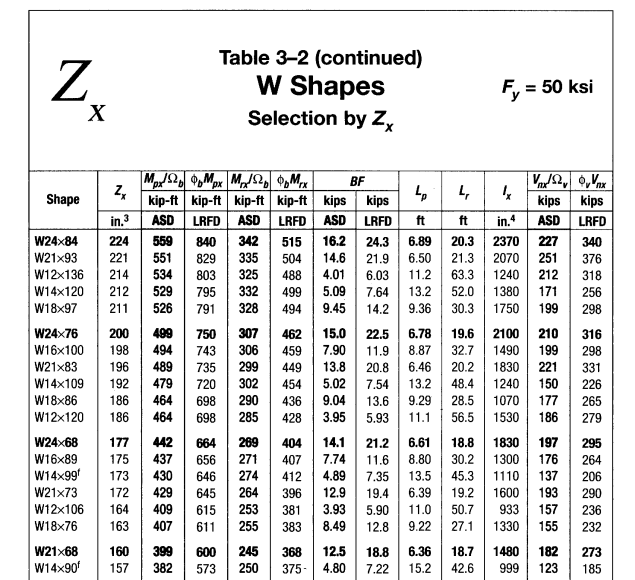 Z_x
Table 3–2 (continued)
W Shapes
F_y = 50 ksi
Selection by Z_x
Shape Z_x M_px/Ω_b ϕ_bM_px M_rx/Ω_b ϕ_bM_rx BF L_p L_r I_x V_nx/Ω_v ϕ_vV_nx
kip-ft kip-ft kip-ft kip-ft kips kips kips kips
in.³ ASD LRFD ASD LRFD ASD LRFD ft ft in.⁴ ASD LRFD
W24×84 224 559 840 342 515 16.2 24.3 6.89 20.3 2370 227 340
W21×93 221 551 829 335 504 14.6 21.9 6.50 21.3 2070 251 376
W12×136 214 534 803 325 488 4.01 6.03 11.2 63.3 1240 212 318
W14×120 212 529 795 332 499 5.09 7.64 13.2 52.0 1380 171 256
W18×97 211 526 791 328 494 9.45 14.2 9.36 30.3 1750 199 298
W24×76 200 499 750 307 462 15.0 22.5 6.78 19.6 2100 210 316
W16×100 198 494 743 306 459 7.90 11.9 8.87 32.7 1490 199 298
W21×83 196 489 735 299 449 13.8 20.8 6.46 20.2 1830 221 331
W14×109 192 479 720 302 454 5.02 7.54 13.2 48.4 1240 150 226
W18×86 186 464 698 290 436 9.04 13.6 9.29 28.5 1070 177 265
W12×120 186 464 698 285 428 3.95 5.93 11.1 56.5 1530 186 279
W24×68 177 442 664 269 404 14.1 21.2 6.61 18.8 1830 197 295
W16×89 175 437 656 271 407 7.74 11.6 8.80 30.2 1300 176 264
W14×99ᶠ 173 430 646 274 412 4.89 7.35 13.5 45.3 1110 137 206
W21×73 172 429 645 264 396 12.9 19.4 6.39 19.2 1600 193 290
W12×106 164 409 615 253 381 3.93 5.90 11.0 50.7 933 157 236
W18×76 163 407 611 255 383 8.49 12.8 9.22 27.1 1330 155 232
W21×68 160 399 600 245 368 12.5 18.8 6.36 18.7 1480 182 273
W14×90ᶠ 157 382 573 250 375 4.80 7.22 15.2 42.6 999 123 185